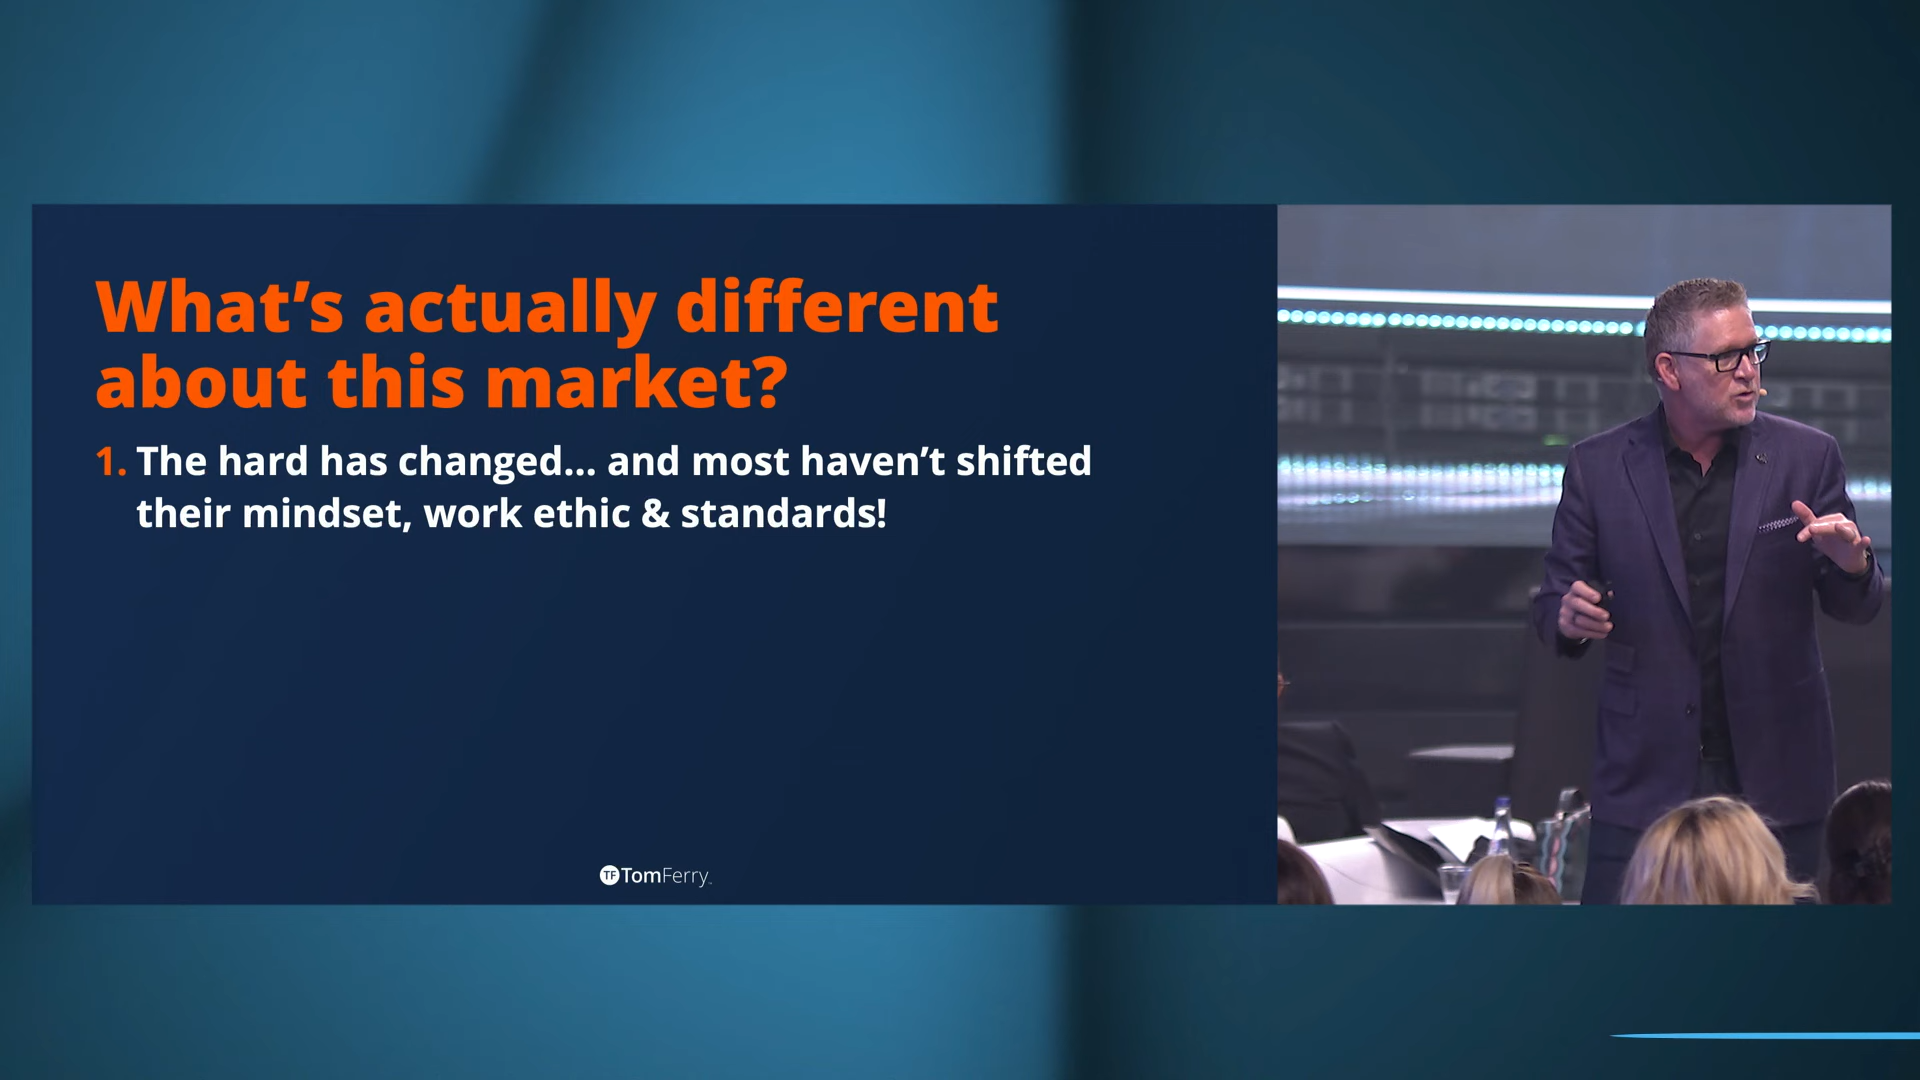 What’s actually different
about this market?
1. The hard has changed... and most haven’t shifted
their mindset, work ethic & standards!
TF TomFerry